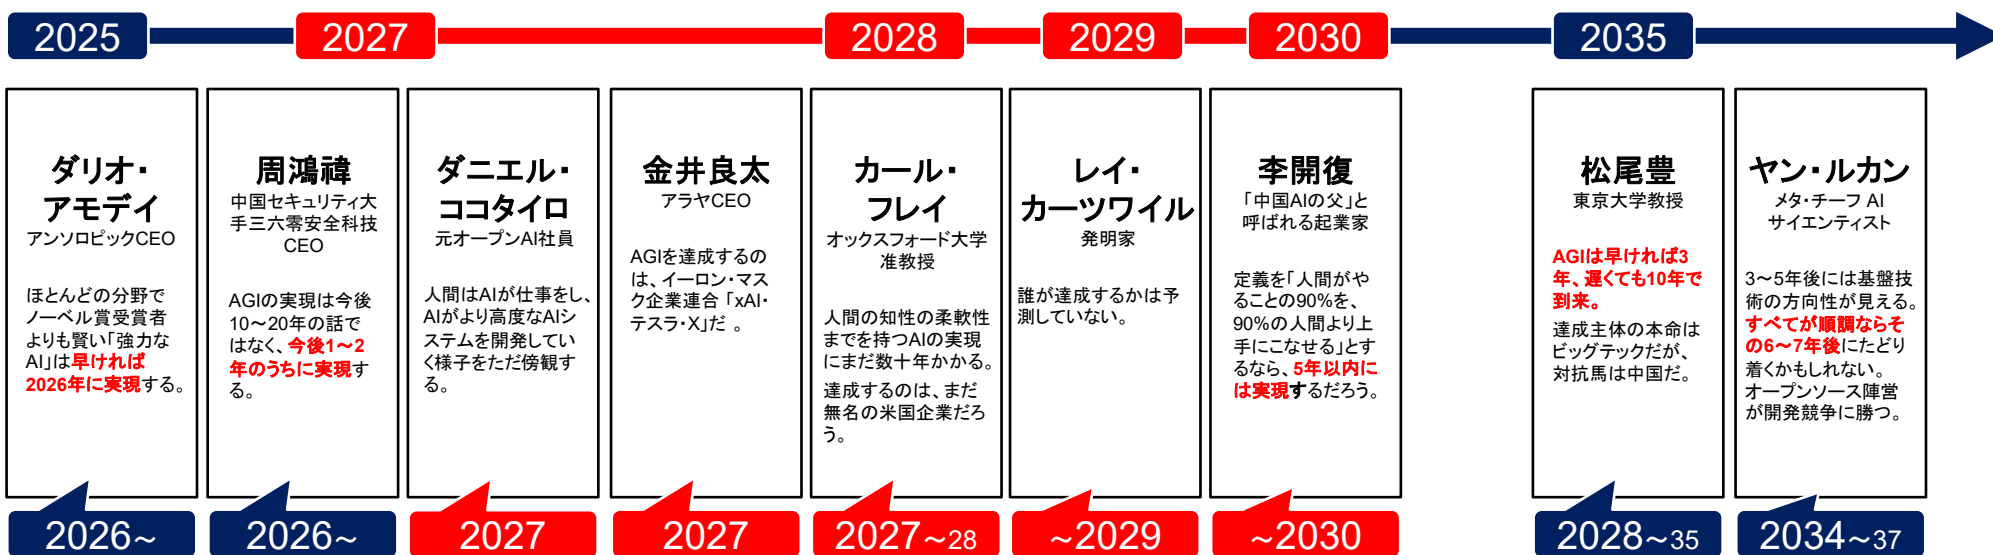 2025
2027
2028
2029
2030
2035
ダリオ・
アモデイ
アンソロピックCEO
ほとんどの分野で
ノーベル賞受賞者
よりも賢い「強力な
AI」は早ければ
2026年に実現する。
2026~
周鴻禕
中国セキュリティ大
手三六零安全科技
CEO
AGIの実現は今後
10～20年の話で
はなく、今後1～2
年のうちに実現す
る。
2026~
ダニエル・
ココタイロ
元オープンAI社員
人間はAIが仕事をし、
AIがより高度なAIシ
ステムを開発してい
く様子をただ傍観す
る。
2027
金井良太
アラヤCEO
AGIを達成するの
は、イーロン・マス
ク企業連合「xAI・
テスラ・X」だ 。
2027
カール・
フレイ
オックスフォード大学
准教授
人間の知性の柔軟性
までを持つAIの実現
にまだ数十年かかる。
達成するのは、まだ
無名の米国企業だろ
う。
2027~28
レイ・
カーツワイル
発明家
誰が達成するかは予
測していない。
~2029
李開復
「中国AIの父」と
呼ばれる起業家
定義を「人間がや
ることの90%を、
90%の人間より上
手にこなせる」とす
るなら、5年以内に
は実現するだろう。
~2030
松尾豊
東京大学教授
AGIは早ければ3
年、遅くても10年で
到来。
達成主体の本命は
ビッグテックだが、
対抗馬は中国だ。
2028~35
ヤン・ルカン
メタ・チーフ AI
サイエンティスト
3～5年後には基盤技
術の方向性が見える。
すべてが順調ならそ
の6～7年後にたどり
着くかもしれない。
オープンソース陣営
が開発競争に勝つ。
2034~37